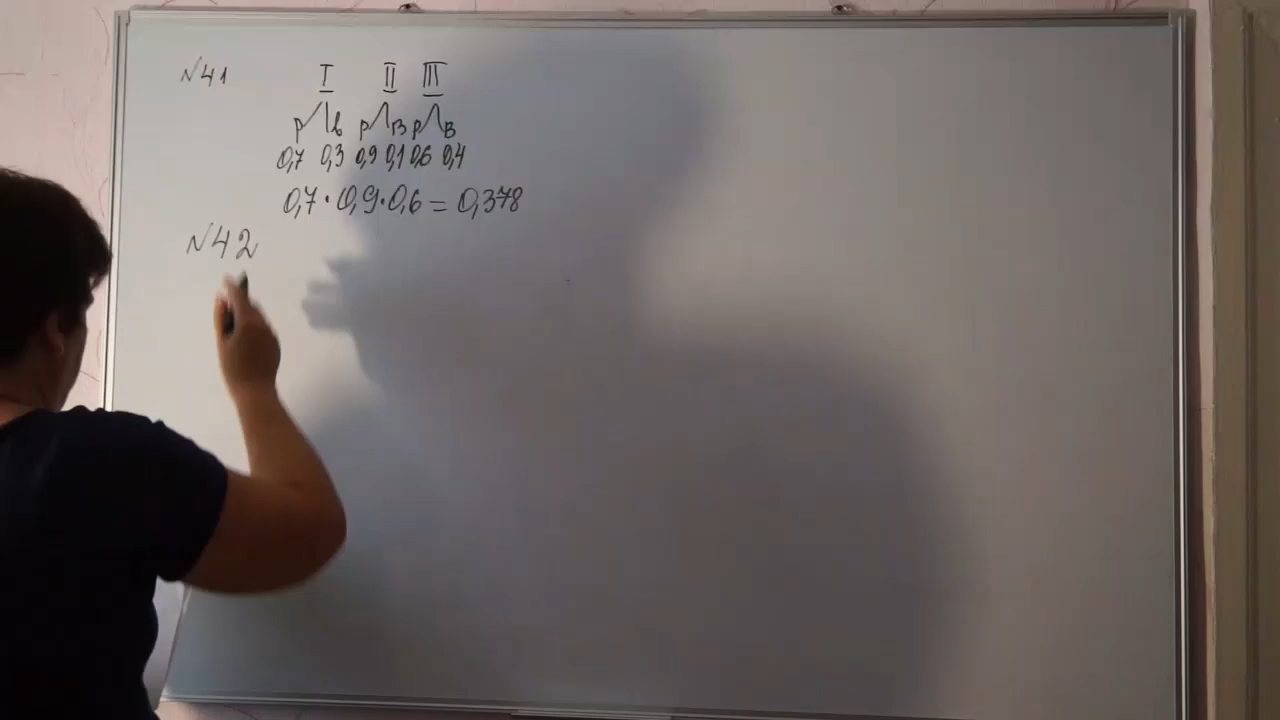 №41 I II III
р в р в р в
0,7 0,3 0,9 0,1 0,6 0,4
0,7 · 0,9 · 0,6 = 0,378
№42